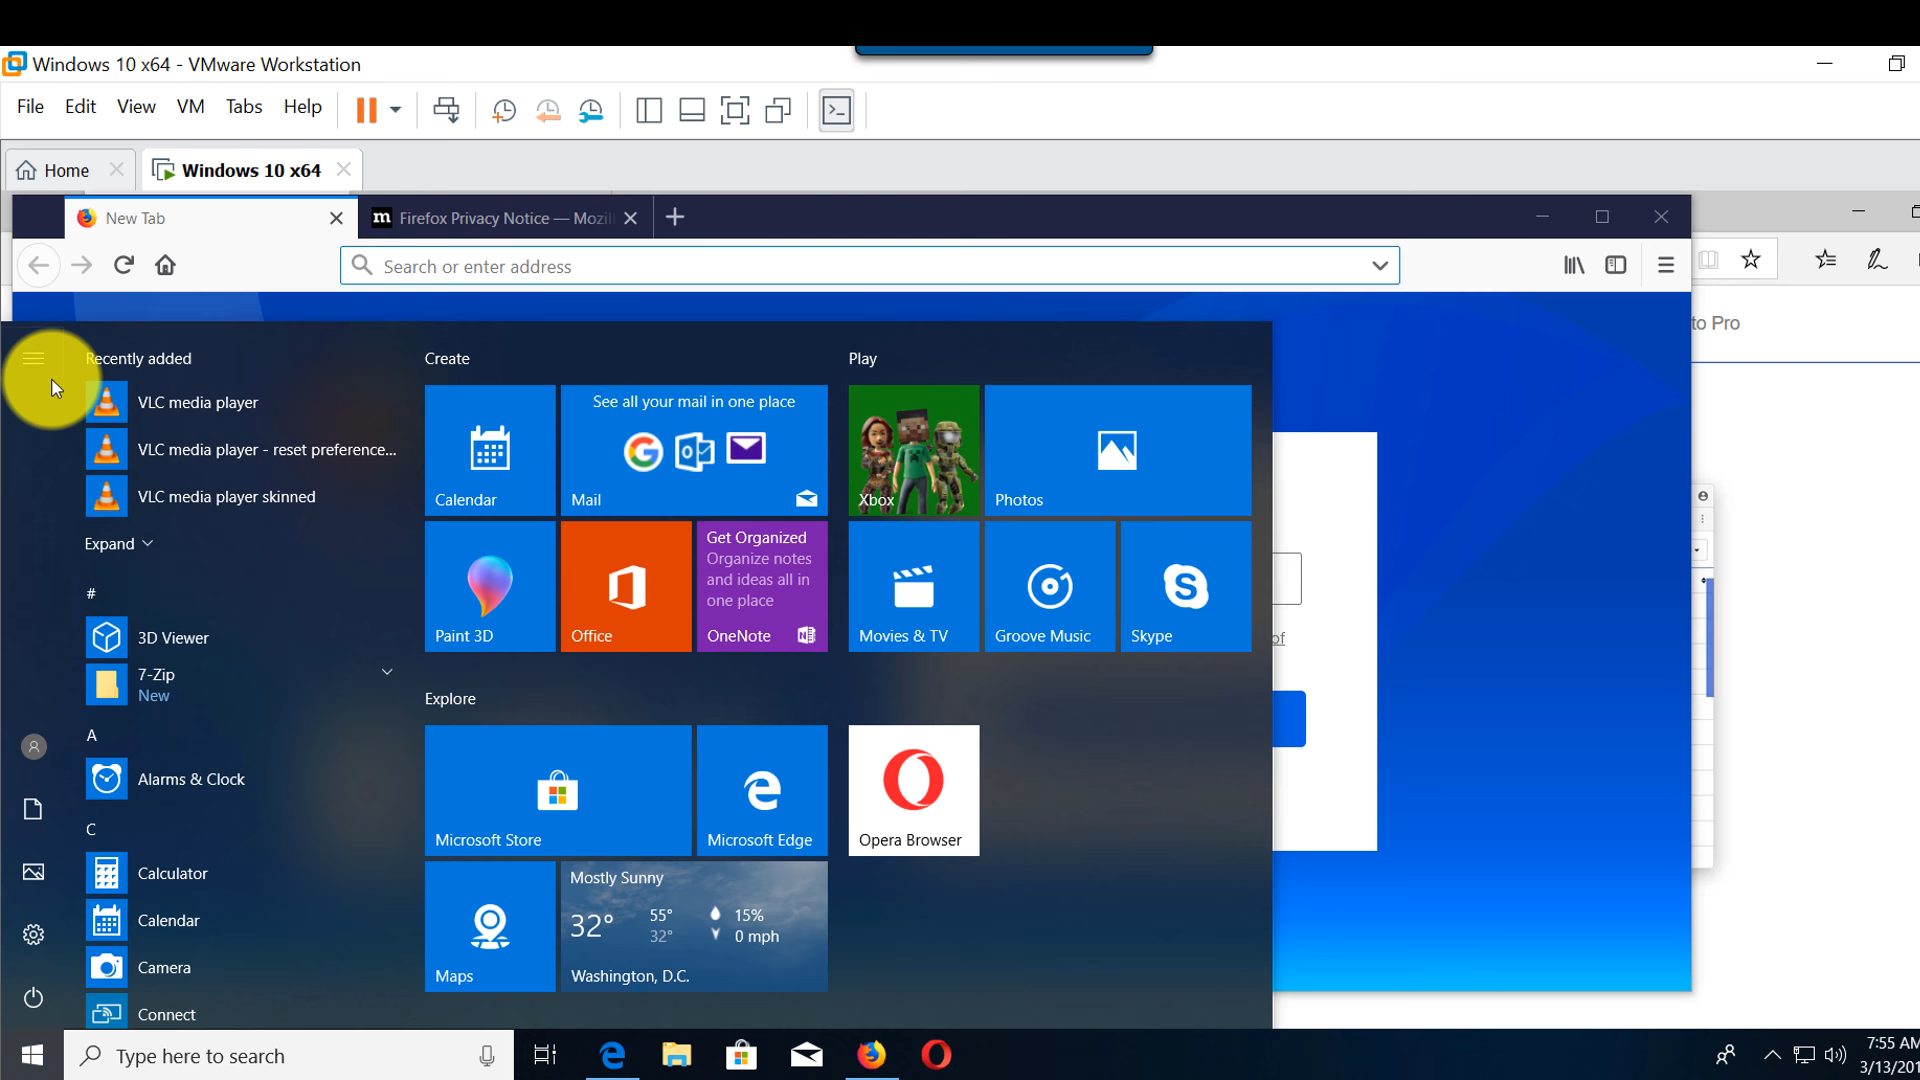 Windows 10 x64 - VMware Workstation
File Edit View VM Tabs Help
Home Windows 10 x64
New Tab Firefox Privacy Notice — Mozil
Search or enter address
to Pro
Recently added
VLC media player
VLC media player - reset preference...
VLC media player skinned
Expand
#
3D Viewer
7-Zip
New
A
Alarms & Clock
C
Calculator
Calendar
Camera
Connect
Create
Calendar
See all your mail in one place
Mail
Paint 3D
Office
Get Organized
Organize notes
and ideas all in
one place
OneNote
Explore
Microsoft Store
Microsoft Edge
Maps
Mostly Sunny
32° 55° 15%
32° 0 mph
Washington, D.C.
Play
Xbox
Photos
Movies & TV
Groove Music
Skype
Opera Browser
of
Type here to search
7:55 AM
3/13/201